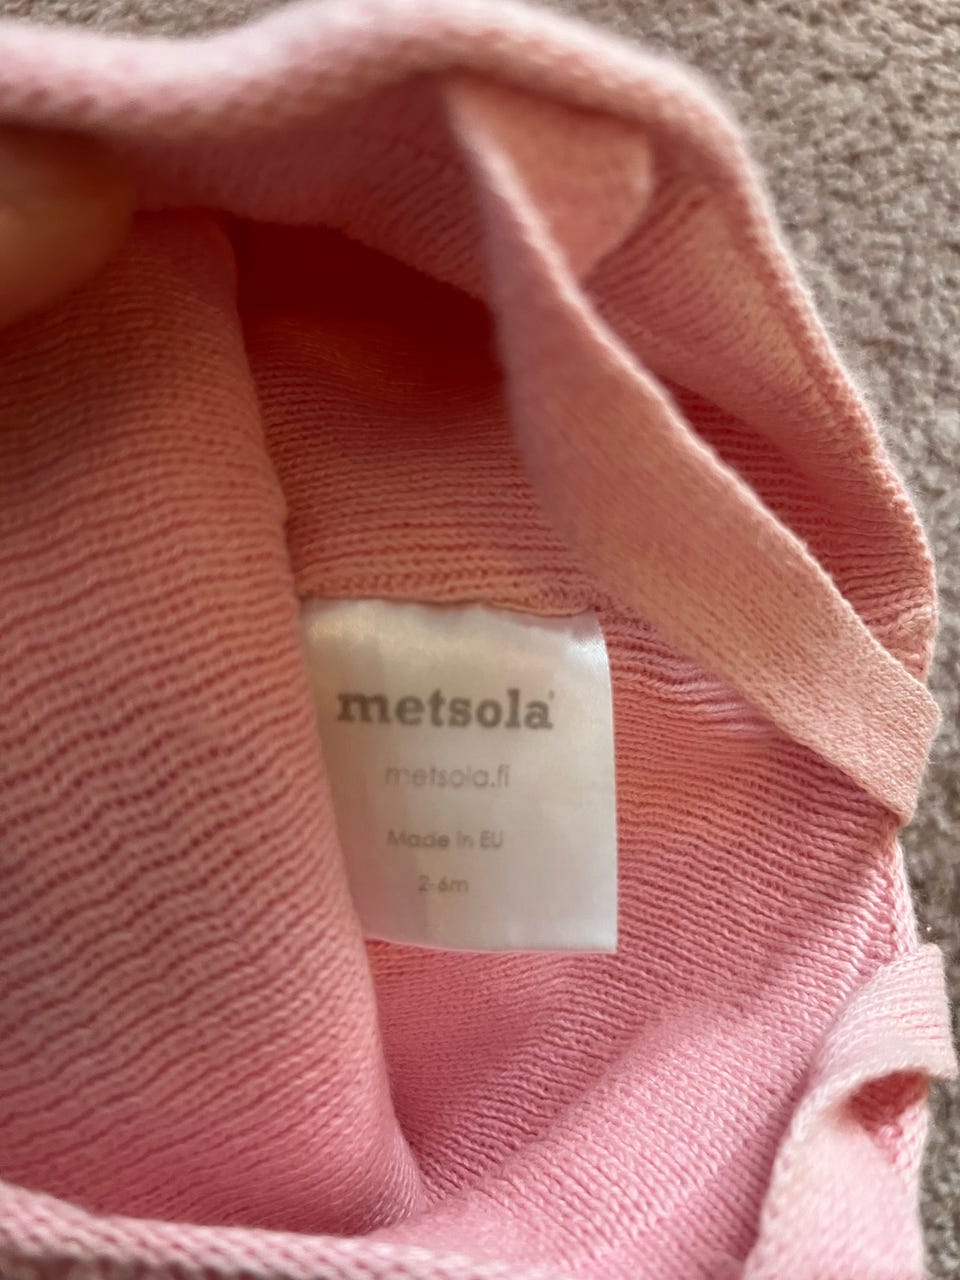 metsola
metsola.fi
Made in EU
2-6m